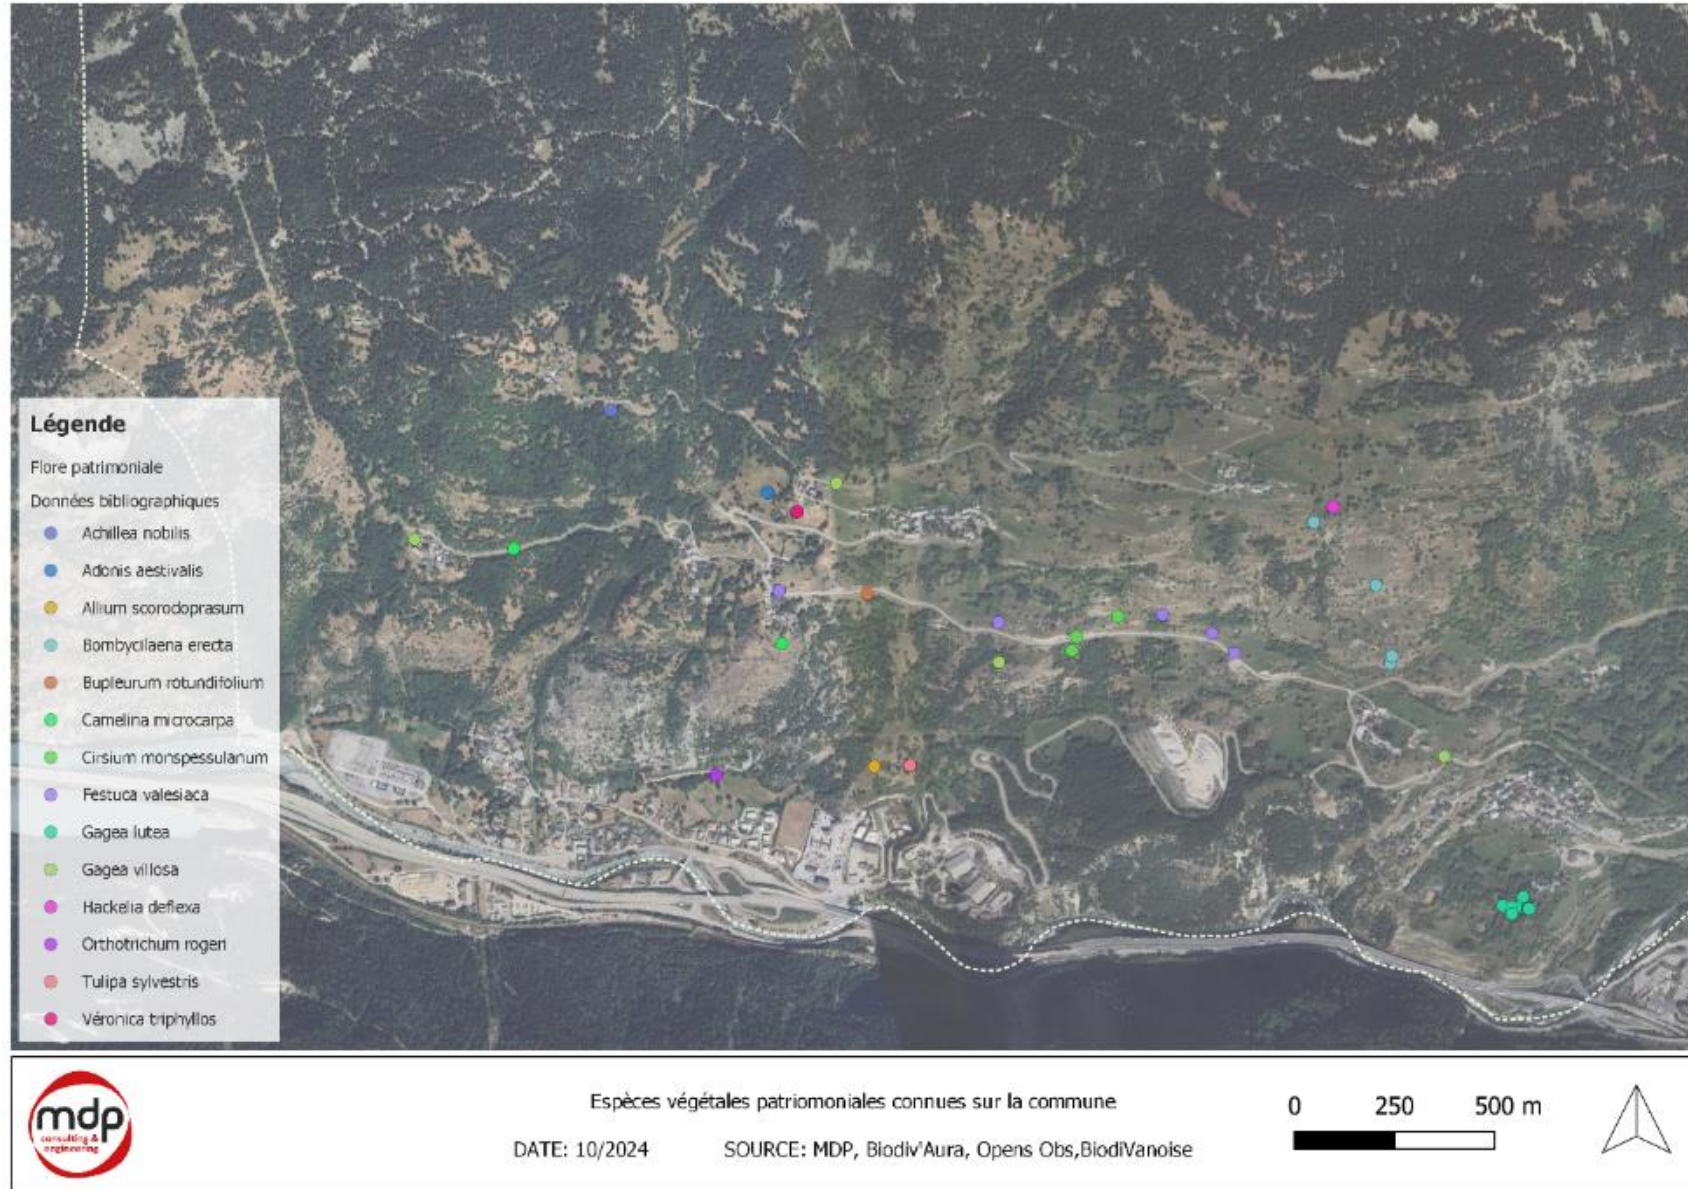 Légende
Flore patrimoniale
Données bibliographiques
Achillea nobilis
Adonis aestivalis
Allium scorodoprasum
Bombycilaena erecta
Bupleurum rotundifolium
Camelina microcarpa
Cirsium monspessulanum
Festuca valesiaca
Gagea lutea
Gagea villosa
Hackelia deflexa
Orthotrichum rogeri
Tulipa sylvestris
Véronica triphyllos
mdp
consulting &
engineering
Espèces végétales patriomoniales connues sur la commune
DATE: 10/2024 SOURCE: MDP, Biodiv'Aura, Opens Obs,BiodiVanoise
0 250 500 m